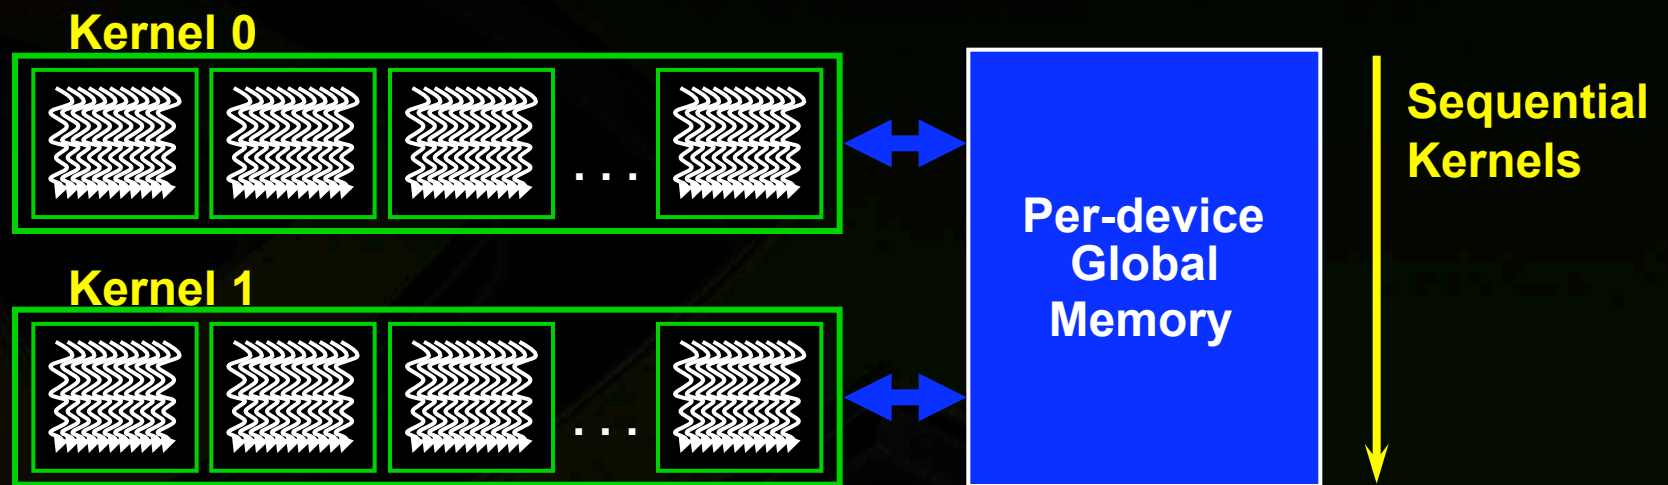 Kernel 0
. . .
Per-device
Global
Memory
Sequential
Kernels
Kernel 1
. . .